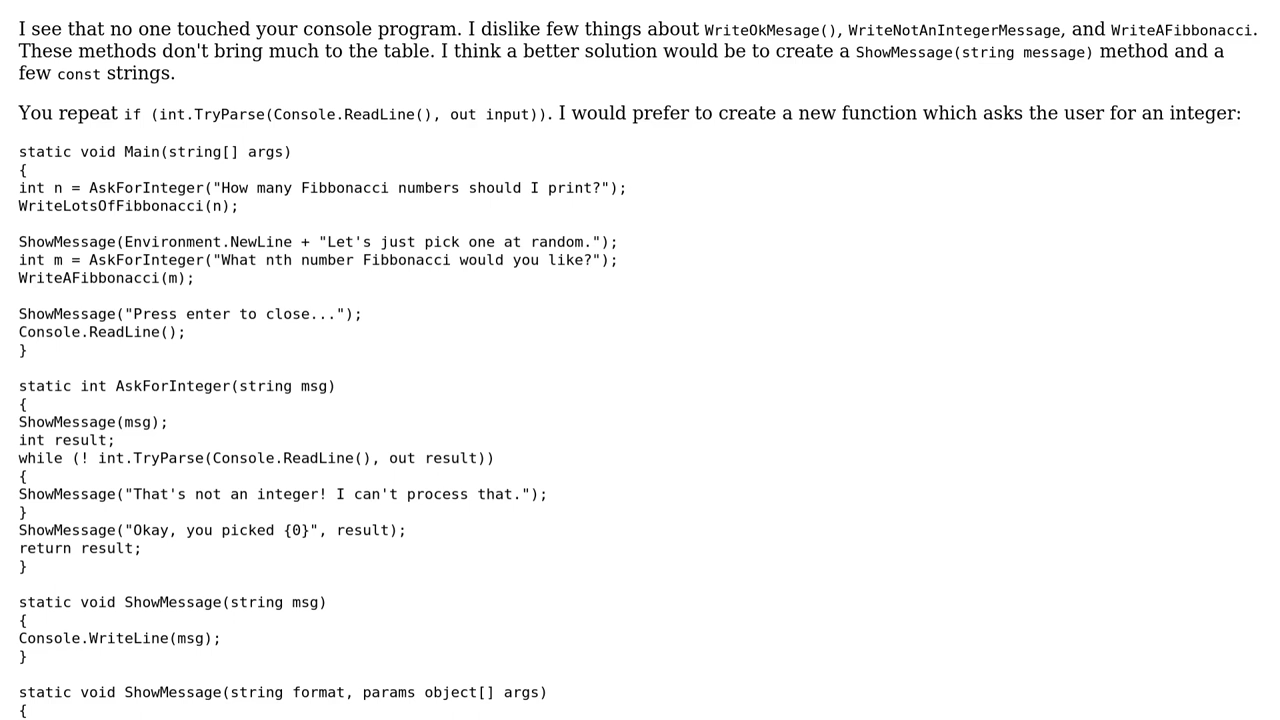 I see that no one touched your console program. I dislike few things about WriteOkMesage(), WriteNotAnIntegerMessage, and WriteAFibbonacci.
These methods don't bring much to the table. I think a better solution would be to create a ShowMessage(string message) method and a
few const strings.
You repeat if (int.TryParse(Console.ReadLine(), out input)). I would prefer to create a new function which asks the user for an integer:
static void Main(string[] args)
{
int n = AskForInteger("How many Fibbonacci numbers should I print?");
WriteLotsOfFibbonacci(n);
ShowMessage(Environment.NewLine + "Let's just pick one at random.");
int m = AskForInteger("What nth number Fibbonacci would you like?");
WriteAFibbonacci(m);
ShowMessage("Press enter to close...");
Console.ReadLine();
}
static int AskForInteger(string msg)
{
ShowMessage(msg);
int result;
while (! int.TryParse(Console.ReadLine(), out result))
{
ShowMessage("That's not an integer! I can't process that.");
}
ShowMessage("Okay, you picked {0}", result);
return result;
}
static void ShowMessage(string msg)
{
Console.WriteLine(msg);
}
static void ShowMessage(string format, params object[] args)
{